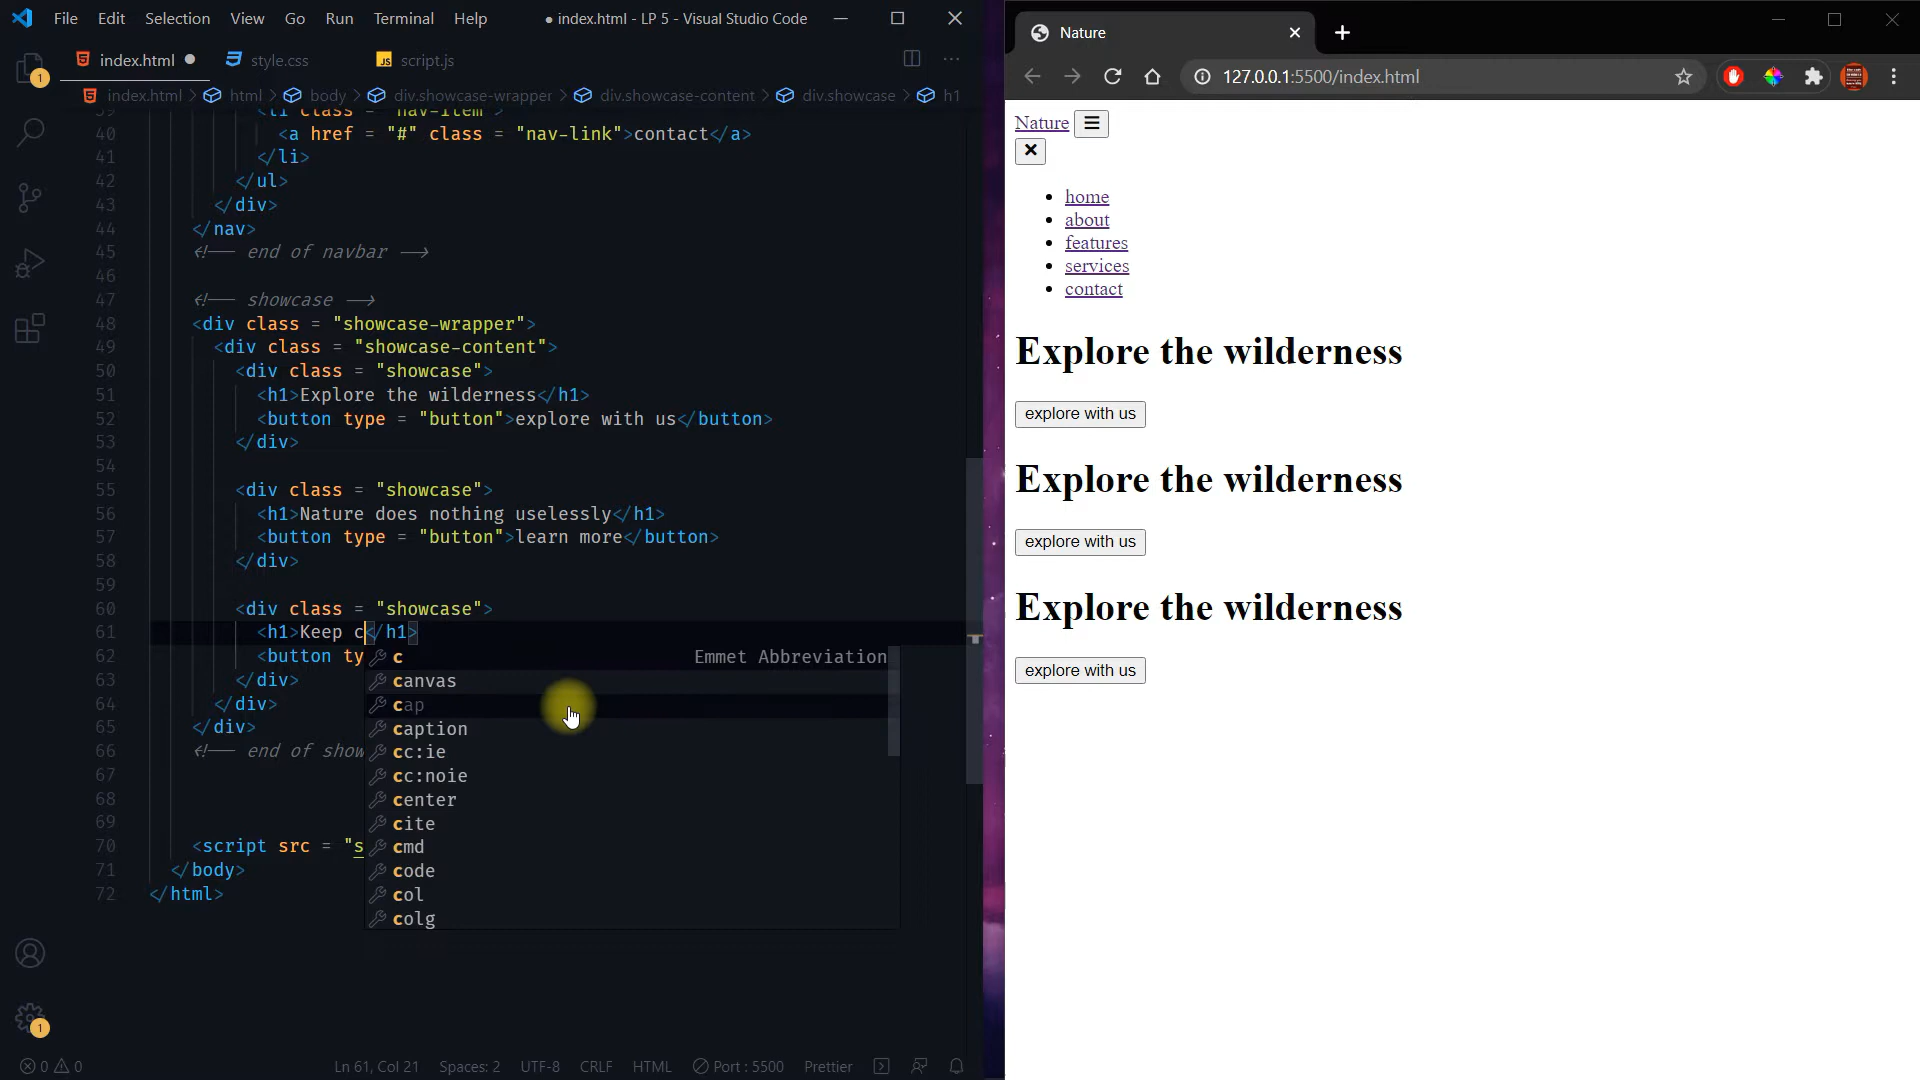 File Edit Selection View Go Run Terminal Help ● index.html - LP 5 - Visual Studio Code
index.html ● style.css JS script.js
index.html > html > body > div.showcase-wrapper > div.showcase-content > div.showcase > h1
39 <li class = "nav-item">
40 <a href = "#" class = "nav-link">contact</a>
41 </li>
42 </ul>
43 </div>
44 </nav>
45 <!-- end of navbar -->
46
47 <!-- showcase -->
48 <div class = "showcase-wrapper">
49 <div class = "showcase-content">
50 <div class = "showcase">
51 <h1>Explore the wilderness</h1>
52 <button type = "button">explore with us</button>
53 </div>
54
55 <div class = "showcase">
56 <h1>Nature does nothing uselessly</h1>
57 <button type = "button">learn more</button>
58 </div>
59
60 <div class = "showcase">
61 <h1>Keep c</h1>
62 <button ty
63 </div>
64 </div>
65 </div>
66 <!-- end of show
67
68
69
70 <script src = "s
71 </body>
72 </html>
c Emmet Abbreviation
canvas
cap
caption
cc:ie
cc:noie
center
cite
cmd
code
col
colg
1
1
0 0 Ln 61, Col 21 Spaces: 2 UTF-8 CRLF HTML Port : 5500 Prettier
Nature
127.0.0.1:5500/index.html
Nature
home
about
features
services
contact
Explore the wilderness
explore with us
Explore the wilderness
explore with us
Explore the wilderness
explore with us